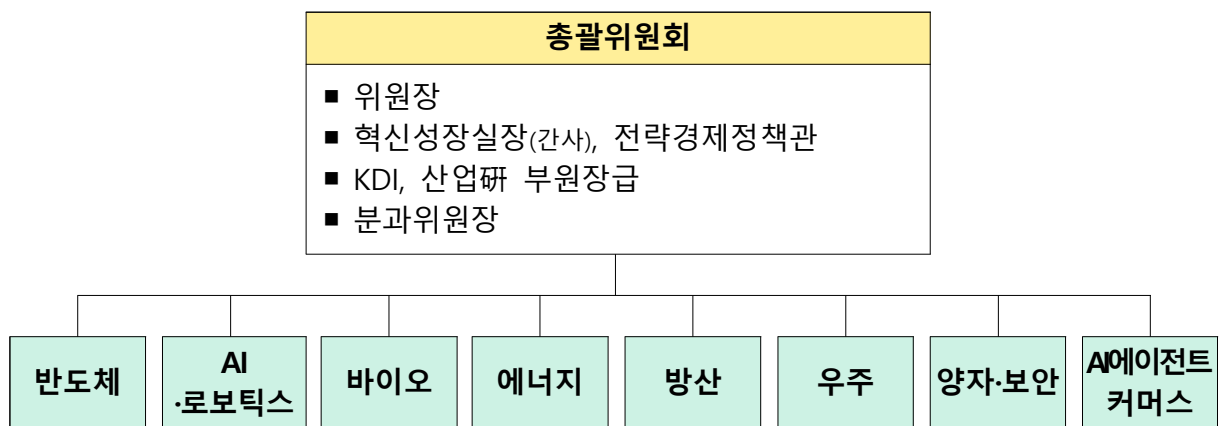 총괄위원회
■ 위원장
■ 혁신성장실장(간사), 전략경제정책관
■ KDI, 산업硏 부원장급
■ 분과위원장
반도체
AI
·로보틱스
바이오
에너지
방산
우주
양자·보안
AI에이전트
커머스